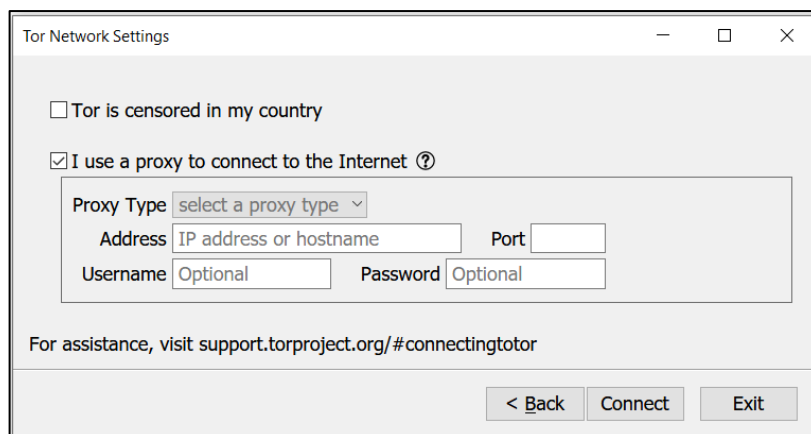 Tor Network Settings
Tor is censored in my country
I use a proxy to connect to the Internet ?
Proxy Type select a proxy type
Address IP address or hostname Port
Username Optional Password Optional
For assistance, visit support.torproject.org/#connectingtotor
< Back Connect Exit